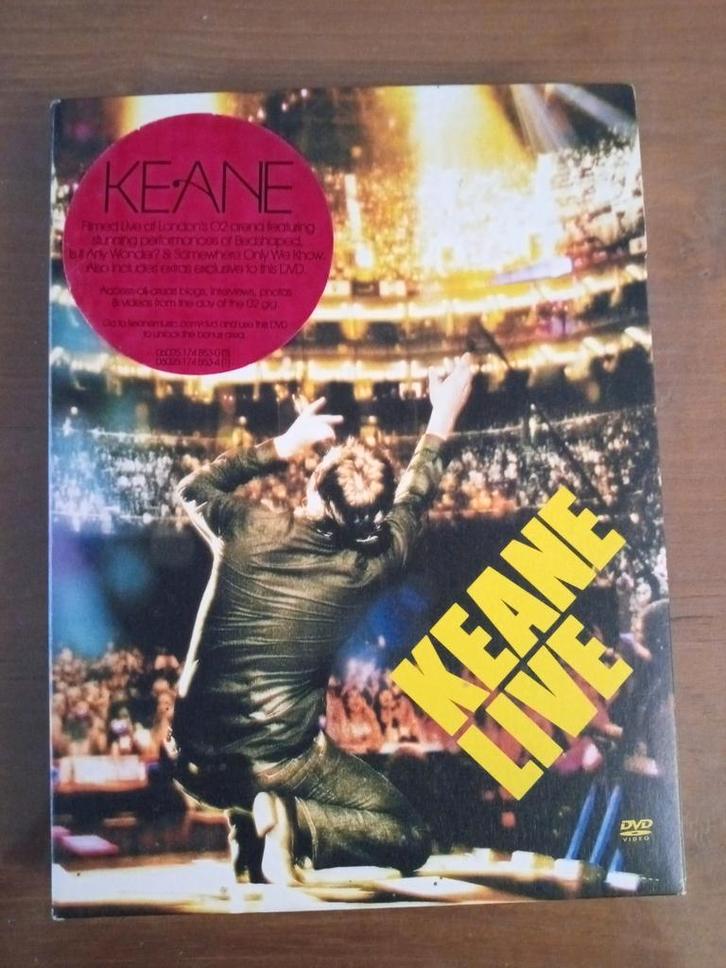 KEANE
Filmed Live at London's O2 arena featuring
stunning performances of Bedshaped,
Is It Any Wonder? & Somewhere Only We Know.
Also includes extras exclusive to this DVD.
Access-all-areas blogs, interviews, photos
& videos from the day of the O2 gig
Go to keanemusic.com/dvd and use this DVD
to unlock the bonus area.
KEANE
LIVE
DVD
VIDEO